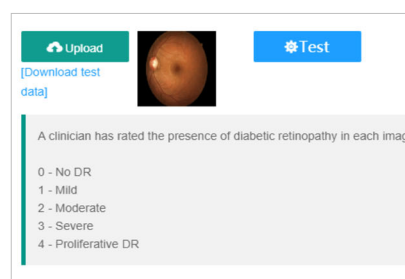 Upload
Test
[Download test
data]
A clinician has rated the presence of diabetic retinopathy in each
0 - No DR
1 - Mild
2 - Moderate
3 - Severe
4 - Proliferative DR